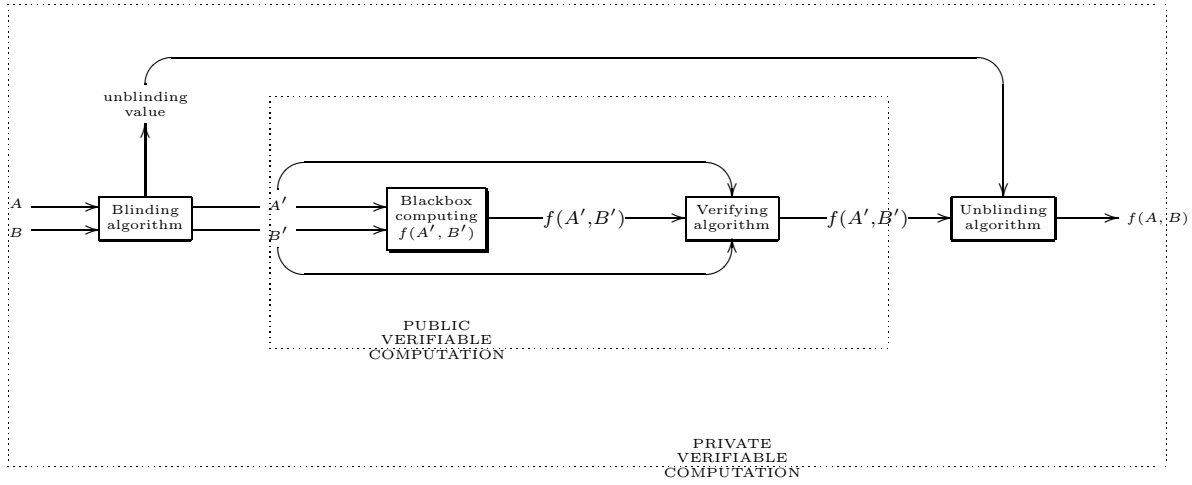 unblinding
value
A
B
Blinding
algorithm
A′
B′
Blackbox
computing
f(A′, B′)
f(A′,B′)
Verifying
algorithm
f(A′,B′)
Unblinding
algorithm
f(A, B)
PUBLIC
VERIFIABLE
COMPUTATION
PRIVATE
VERIFIABLE
COMPUTATION